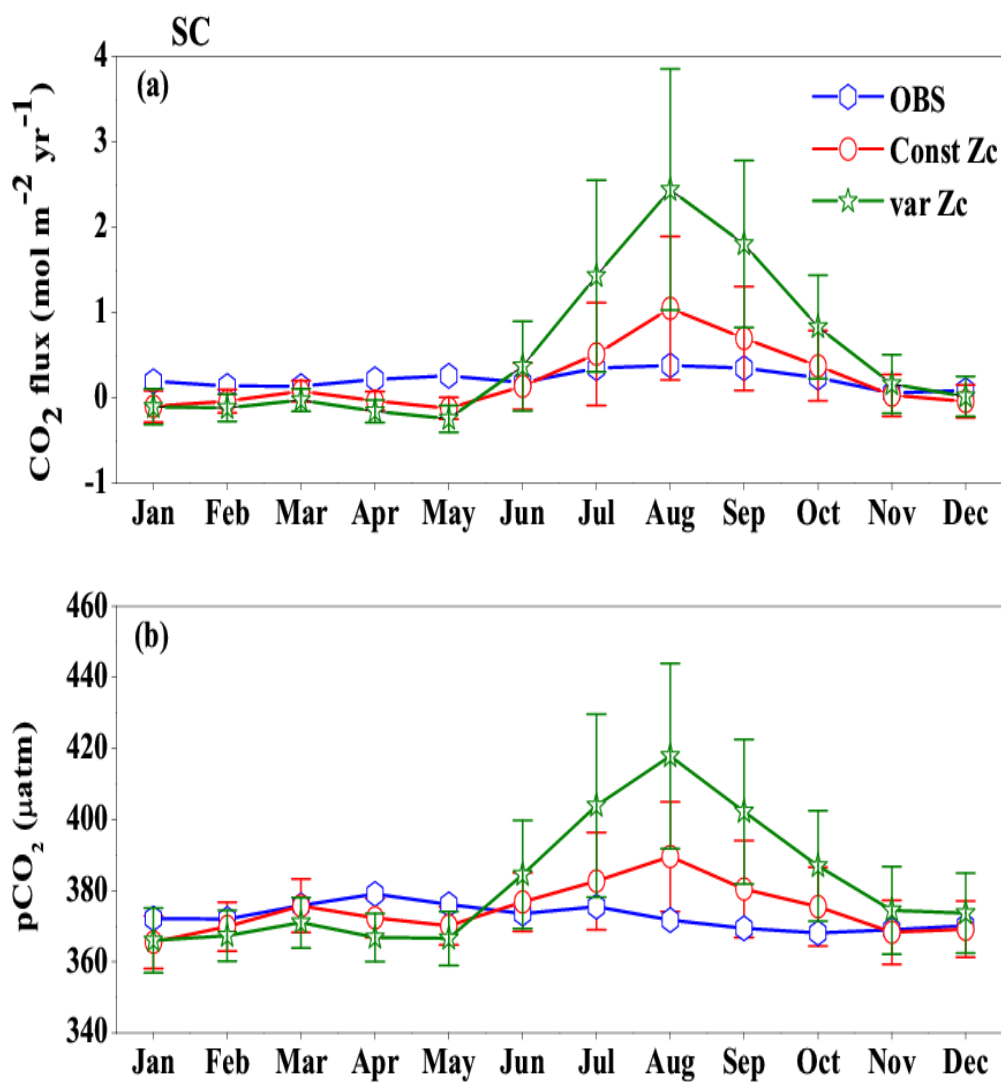 SC
(a)
OBS
Const Zc
var Zc
CO₂ flux (mol m⁻² yr⁻¹)
4
3
2
1
0
-1
Jan Feb Mar Apr May Jun Jul Aug Sep Oct Nov Dec
(b)
pCO₂ (µatm)
460
440
420
400
380
360
340
Jan Feb Mar Apr May Jun Jul Aug Sep Oct Nov Dec